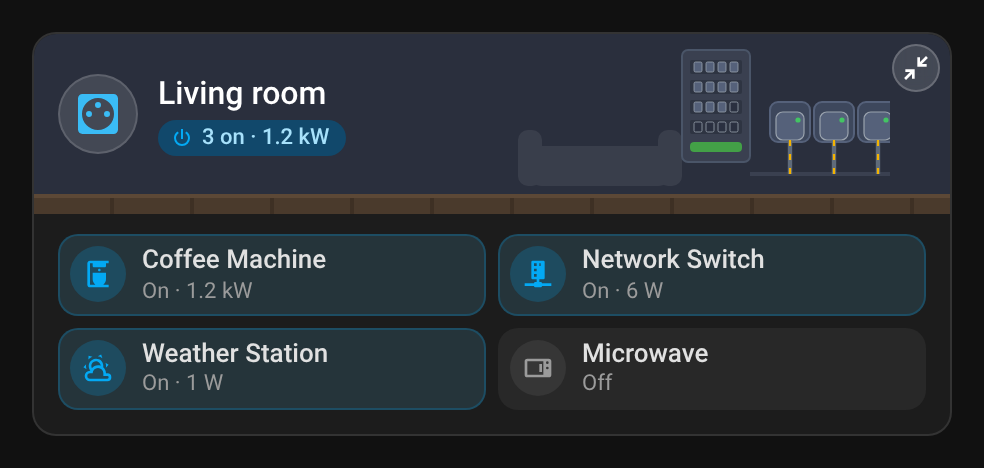 Living room
3 on · 1.2 kW
Coffee Machine
On · 1.2 kW
Network Switch
On · 6 W
Weather Station
On · 1 W
Microwave
Off